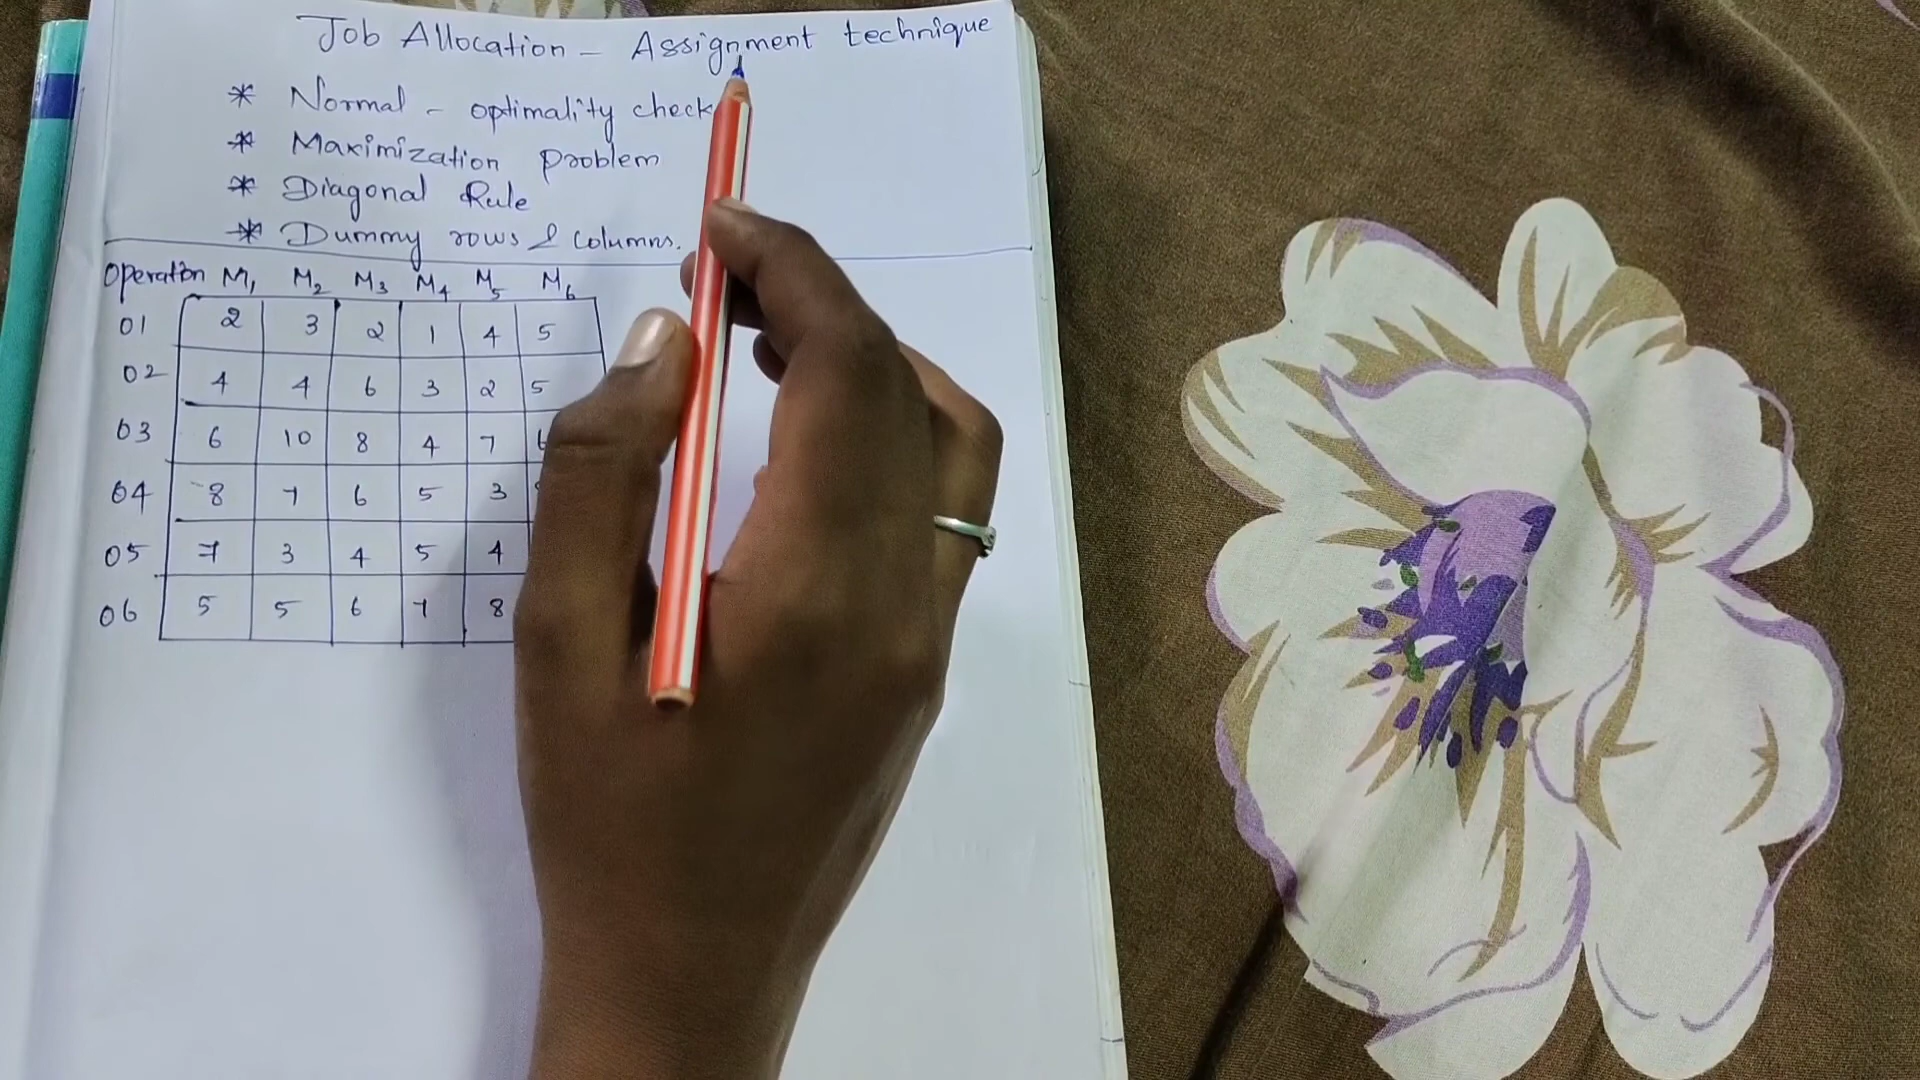 Job Allocation - Assignment technique
* Normal - optimality check
* Maximization problem
* Diagonal Rule
* Dummy rows & columns.
Operation M1 M2 M3 M4 M5 M6
01 2 3 2 1 4 5
02 4 4 6 3 2 5
03 6 10 8 4 7
04 8 7 6 5 3
05 7 3 4 5 4
06 5 5 6 7 8